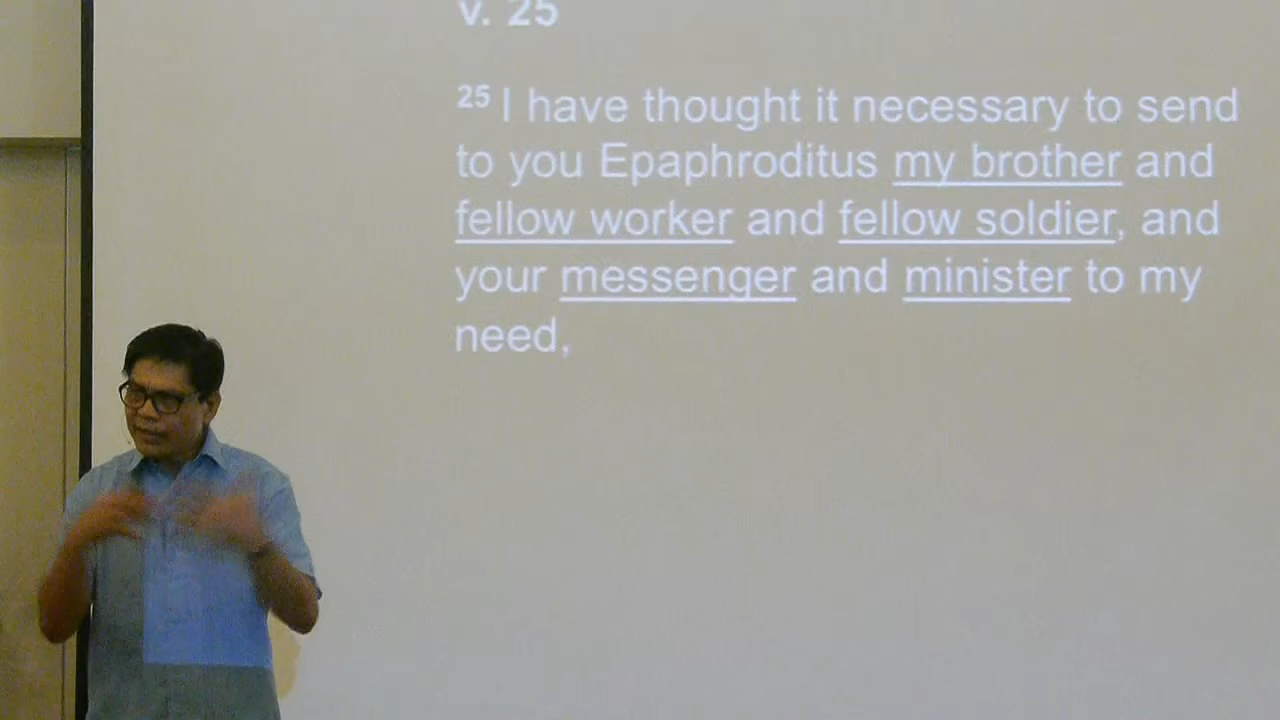 v. 25
25 I have thought it necessary to send
to you Epaphroditus my brother and
fellow worker and fellow soldier, and
your messenger and minister to my
need,